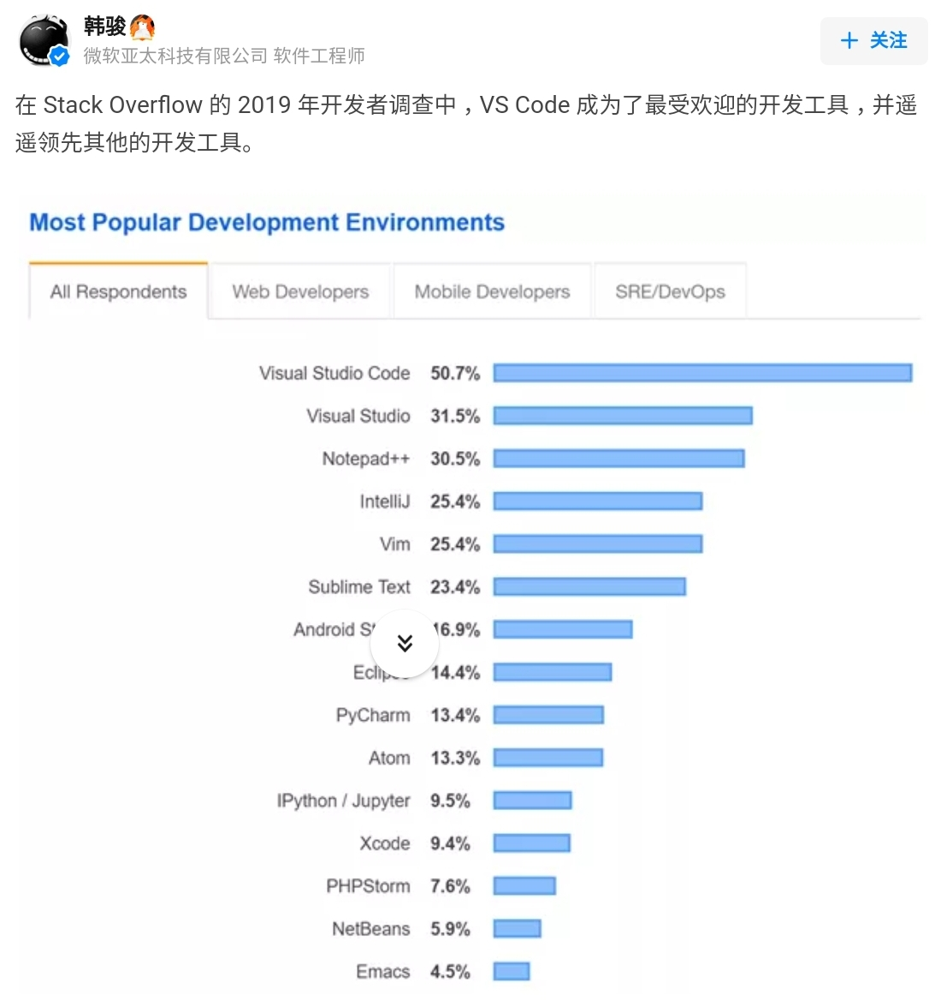 韩骏
微软亚太科技有限公司 软件工程师
关注
在 Stack Overflow 的 2019 年开发者调查中，VS Code 成为了最受欢迎的开发工具，并遥
遥领先其他的开发工具。
Most Popular Development Environments
All Respondents Web Developers Mobile Developers SRE/DevOps
Visual Studio Code 50.7%
Visual Studio 31.5%
Notepad++ 30.5%
IntelliJ 25.4%
Vim 25.4%
Sublime Text 23.4%
Android 16.9%
Eclipse 14.4%
PyCharm 13.4%
Atom 13.3%
IPython / Jupyter 9.5%
Xcode 9.4%
PHPStorm 7.6%
NetBeans 5.9%
Emacs 4.5%